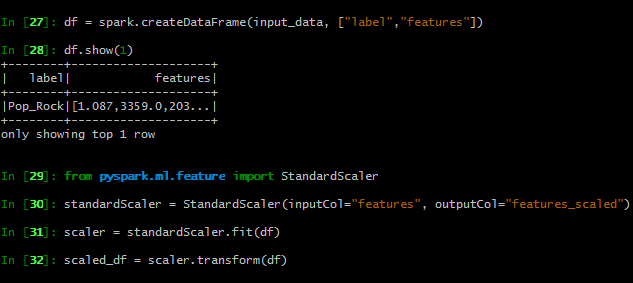 In [27]: df = spark.createDataFrame(input_data, ["label","features"])
In [28]: df.show(1)
+--------+--------------------+
|   label|            features|
+--------+--------------------+
|Pop_Rock|[1.087,3359.0,203...|
+--------+--------------------+
only showing top 1 row
In [29]: from pyspark.ml.feature import StandardScaler
In [30]: standardScaler = StandardScaler(inputCol="features", outputCol="features_scaled")
In [31]: scaler = standardScaler.fit(df)
In [32]: scaled_df = scaler.transform(df)